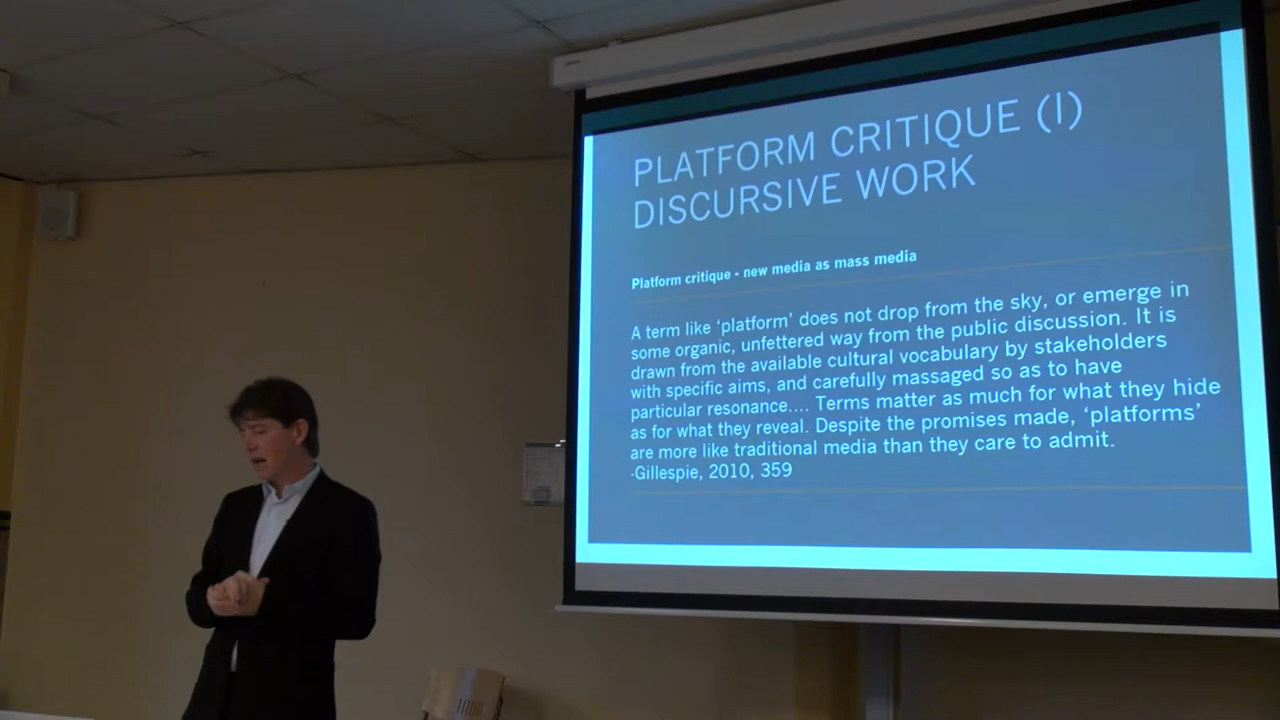 PLATFORM CRITIQUE (I)
DISCURSIVE WORK
Platform critique - new media as mass media
A term like ‘platform’ does not drop from the sky, or emerge in
some organic, unfettered way from the public discussion. It is
drawn from the available cultural vocabulary by stakeholders
with specific aims, and carefully massaged so as to have
particular resonance.... Terms matter as much for what they hide
as for what they reveal. Despite the promises made, ‘platforms’
are more like traditional media than they care to admit.
-Gillespie, 2010, 359